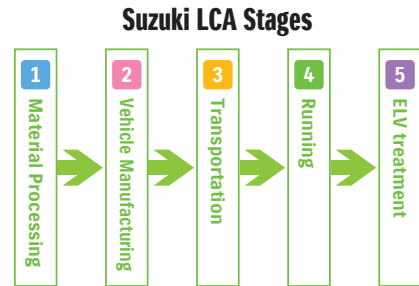 Suzuki LCA Stages
1
Material Processing
2
Vehicle Manufacturing
3
Transportation
4
Running
5
ELV treatment